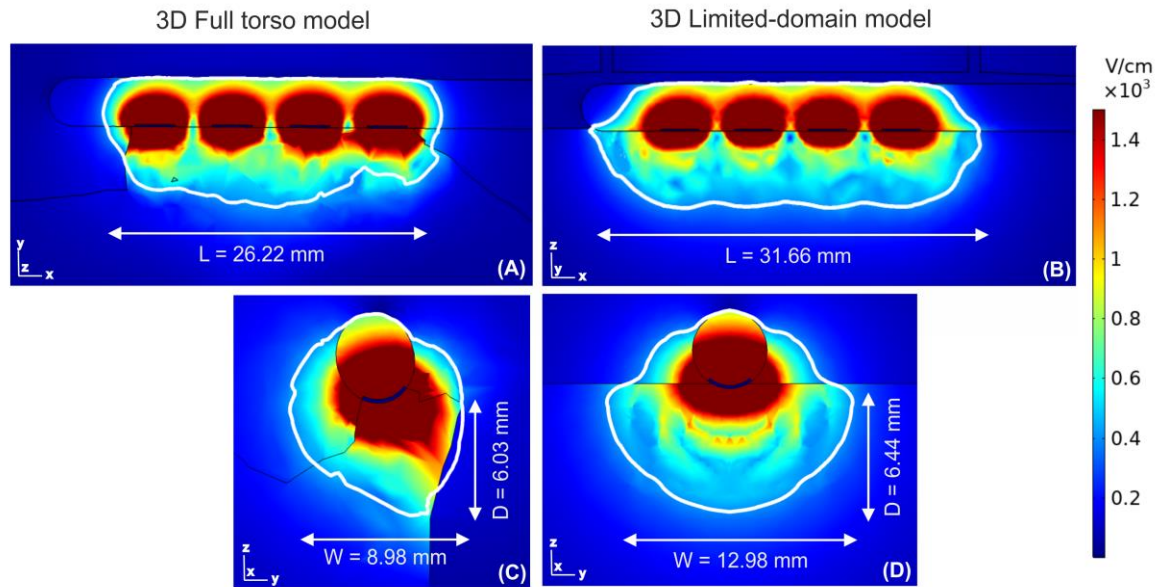 3D Full torso model
3D Limited-domain model
V/cm
×10³
1.4
1.2
1
0.8
0.6
0.4
0.2
y
z x
L = 26.22 mm
(A)
z
y x
L = 31.66 mm
(B)
D = 6.03 mm
z
x y
W = 8.98 mm
(C)
D = 6.44 mm
z
x y
W = 12.98 mm
(D)